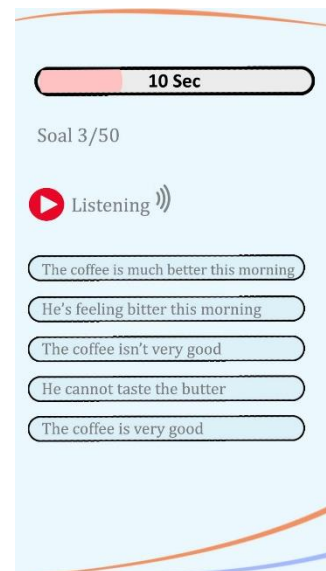 10 Sec
Soal 3/50
Listening
The coffee is much better this morning
He's feeling bitter this morning
The coffee isn't very good
He cannot taste the butter
The coffee is very good